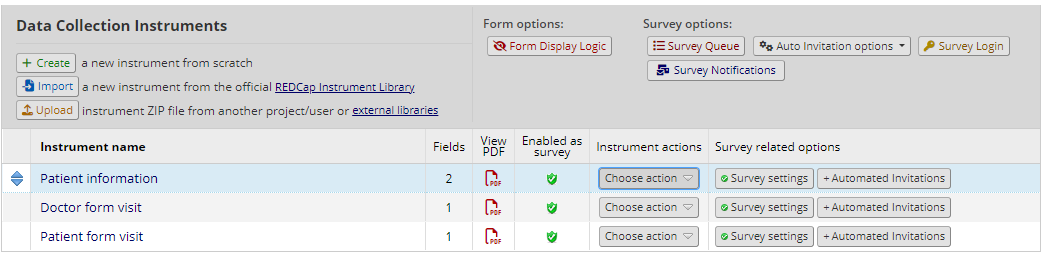 Data Collection Instruments
Form options:
Survey options:
Form Display Logic
Survey Queue
Auto Invitation options
Survey Login
Survey Notifications
+ Create a new instrument from scratch
Import a new instrument from the official REDCap Instrument Library
Upload instrument ZIP file from another project/user or external libraries
Instrument name Fields View PDF Enabled as survey Instrument actions Survey related options
Patient information 2 PDF Choose action Survey settings + Automated Invitations
Doctor form visit 1 PDF Choose action Survey settings + Automated Invitations
Patient form visit 1 PDF Choose action Survey settings + Automated Invitations